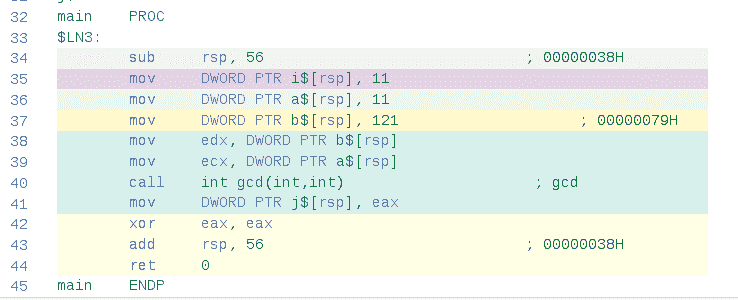 32 main PROC
33 $LN3:
34 sub rsp, 56 ; 00000038H
35 mov DWORD PTR i$[rsp], 11
36 mov DWORD PTR a$[rsp], 11
37 mov DWORD PTR b$[rsp], 121 ; 00000079H
38 mov edx, DWORD PTR b$[rsp]
39 mov ecx, DWORD PTR a$[rsp]
40 call int gcd(int,int) ; gcd
41 mov DWORD PTR j$[rsp], eax
42 xor eax, eax
43 add rsp, 56 ; 00000038H
44 ret 0
45 main ENDP